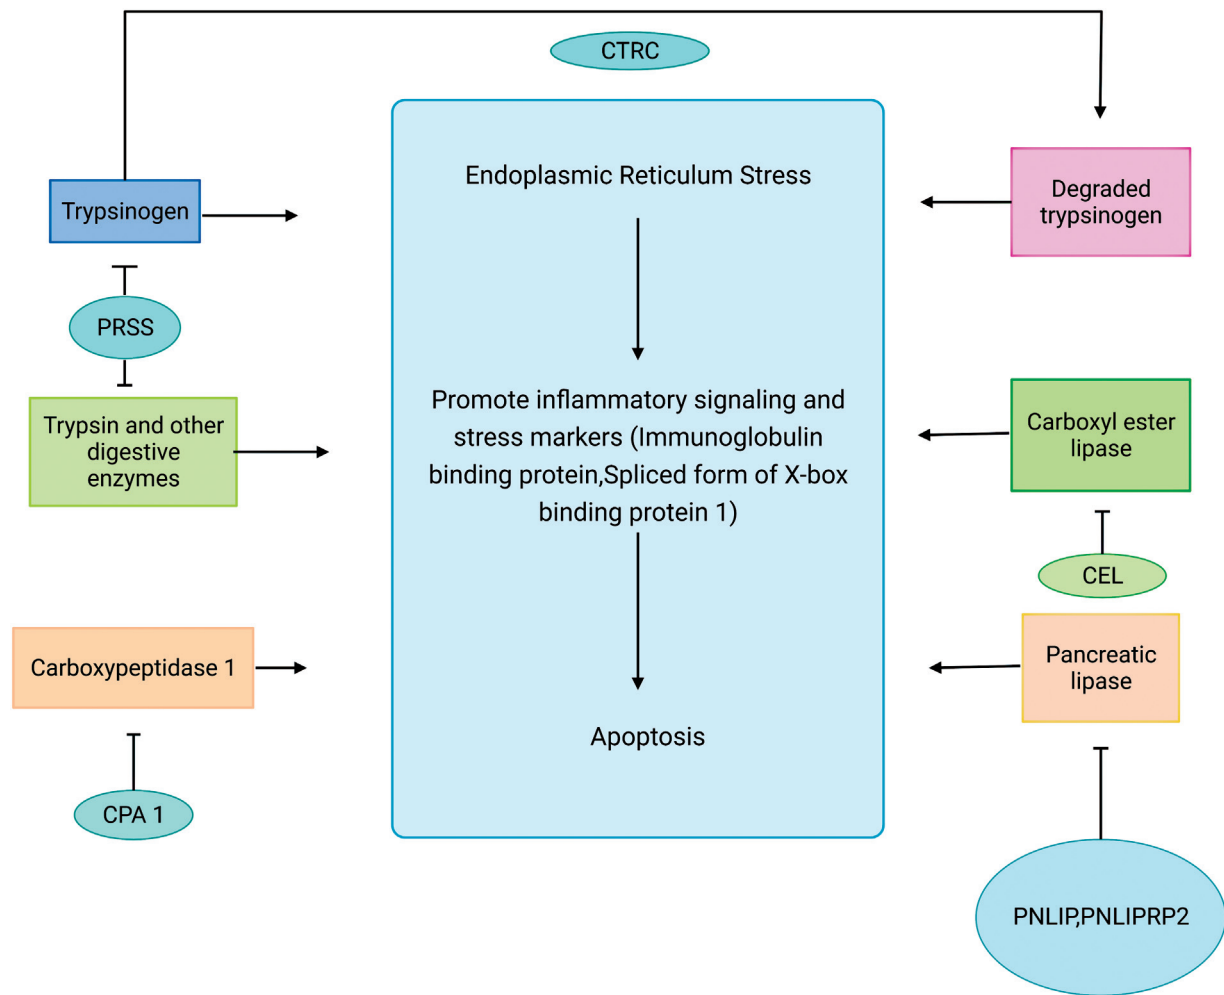 CTRC
Endoplasmic Reticulum Stress
Trypsinogen
Degraded
trypsinogen
PRSS
Promote inflammatory signaling and
stress markers (Immunoglobulin
binding protein,Spliced form of X-box
binding protein 1)
Trypsin and other
digestive
enzymes
Carboxyl ester
lipase
CEL
Carboxypeptidase 1
Pancreatic
lipase
Apoptosis
CPA 1
PNLIP,PNLIPRP2